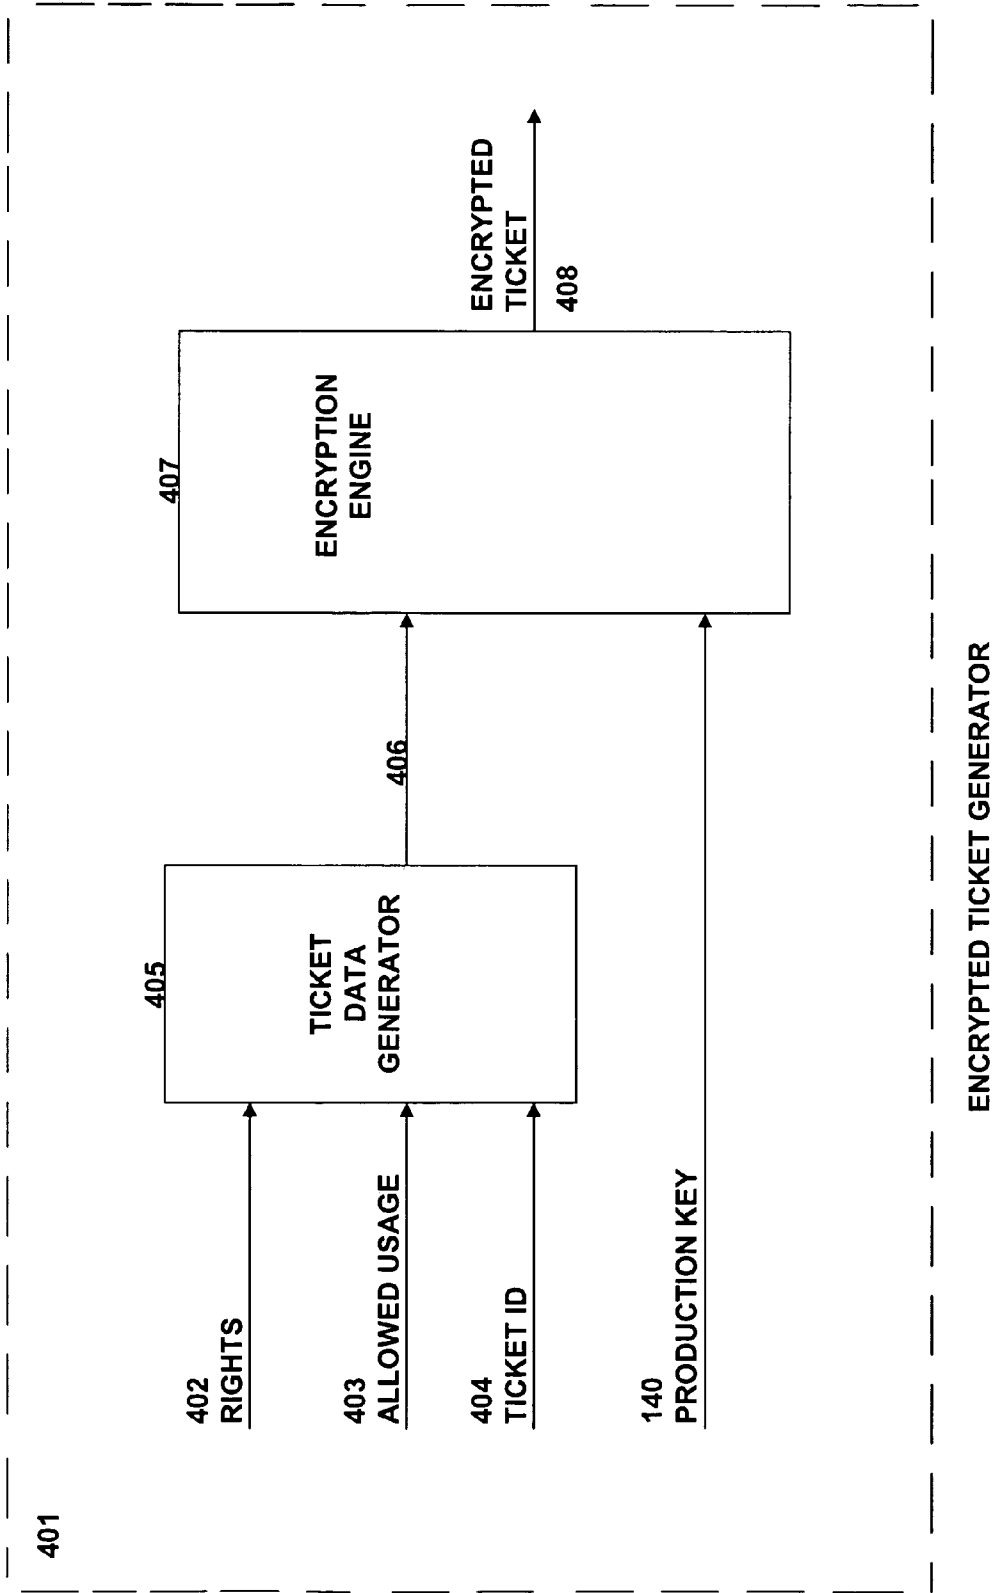 401
402
RIGHTS
403
ALLOWED USAGE
404
TICKET ID
140
PRODUCTION KEY
405
TICKET
DATA
GENERATOR
406
407
ENCRYPTION
ENGINE
ENCRYPTED
TICKET
408
ENCRYPTED TICKET GENERATOR